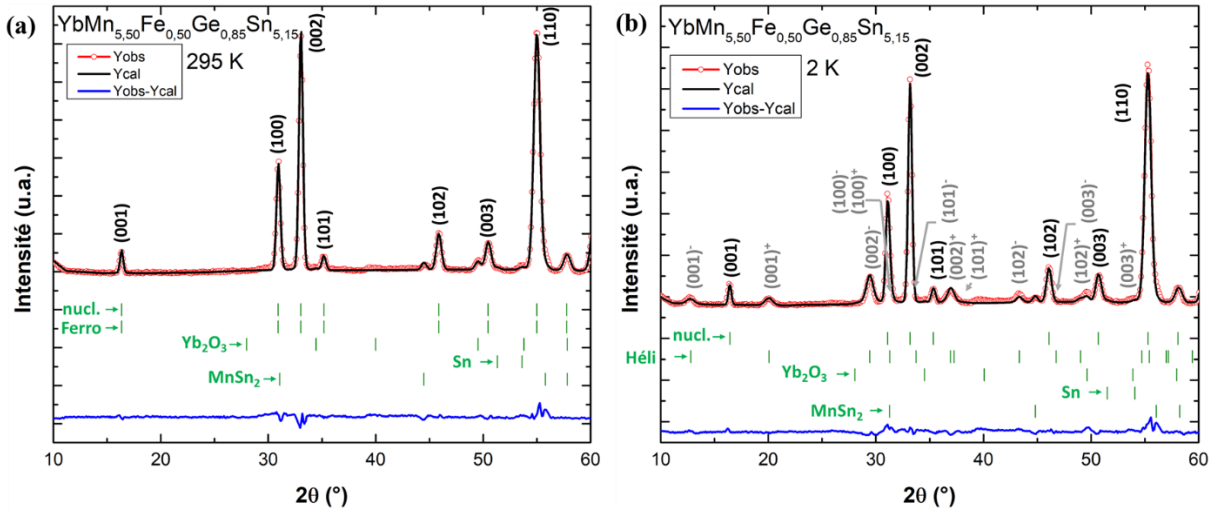 (a)
YbMn5,50Fe0,50Ge0,85Sn5,15
295 K
Yobs
Ycal
Yobs-Ycal
(001)
(100)
(002)
(101)
(102)
(003)
(110)
Intensité (u.a.)
nucl.
Ferro
Yb2O3
Sn
MnSn2
10 20 30 40 50 60
2θ (°)
(b)
YbMn5,50Fe0,50Ge0,85Sn5,15
2 K
Yobs
Ycal
Yobs-Ycal
(001)-
(001)
(001)+
(002)-
(100)-
(100)+
(100)
(002)
(101)-
(101)
(002)+
(101)+
(102)-
(102)
(003)-
(102)+
(003)
(003)+
(110)
Intensité (u.a.)
nucl.
Héli
Yb2O3
Sn
MnSn2
10 20 30 40 50 60
2θ (°)